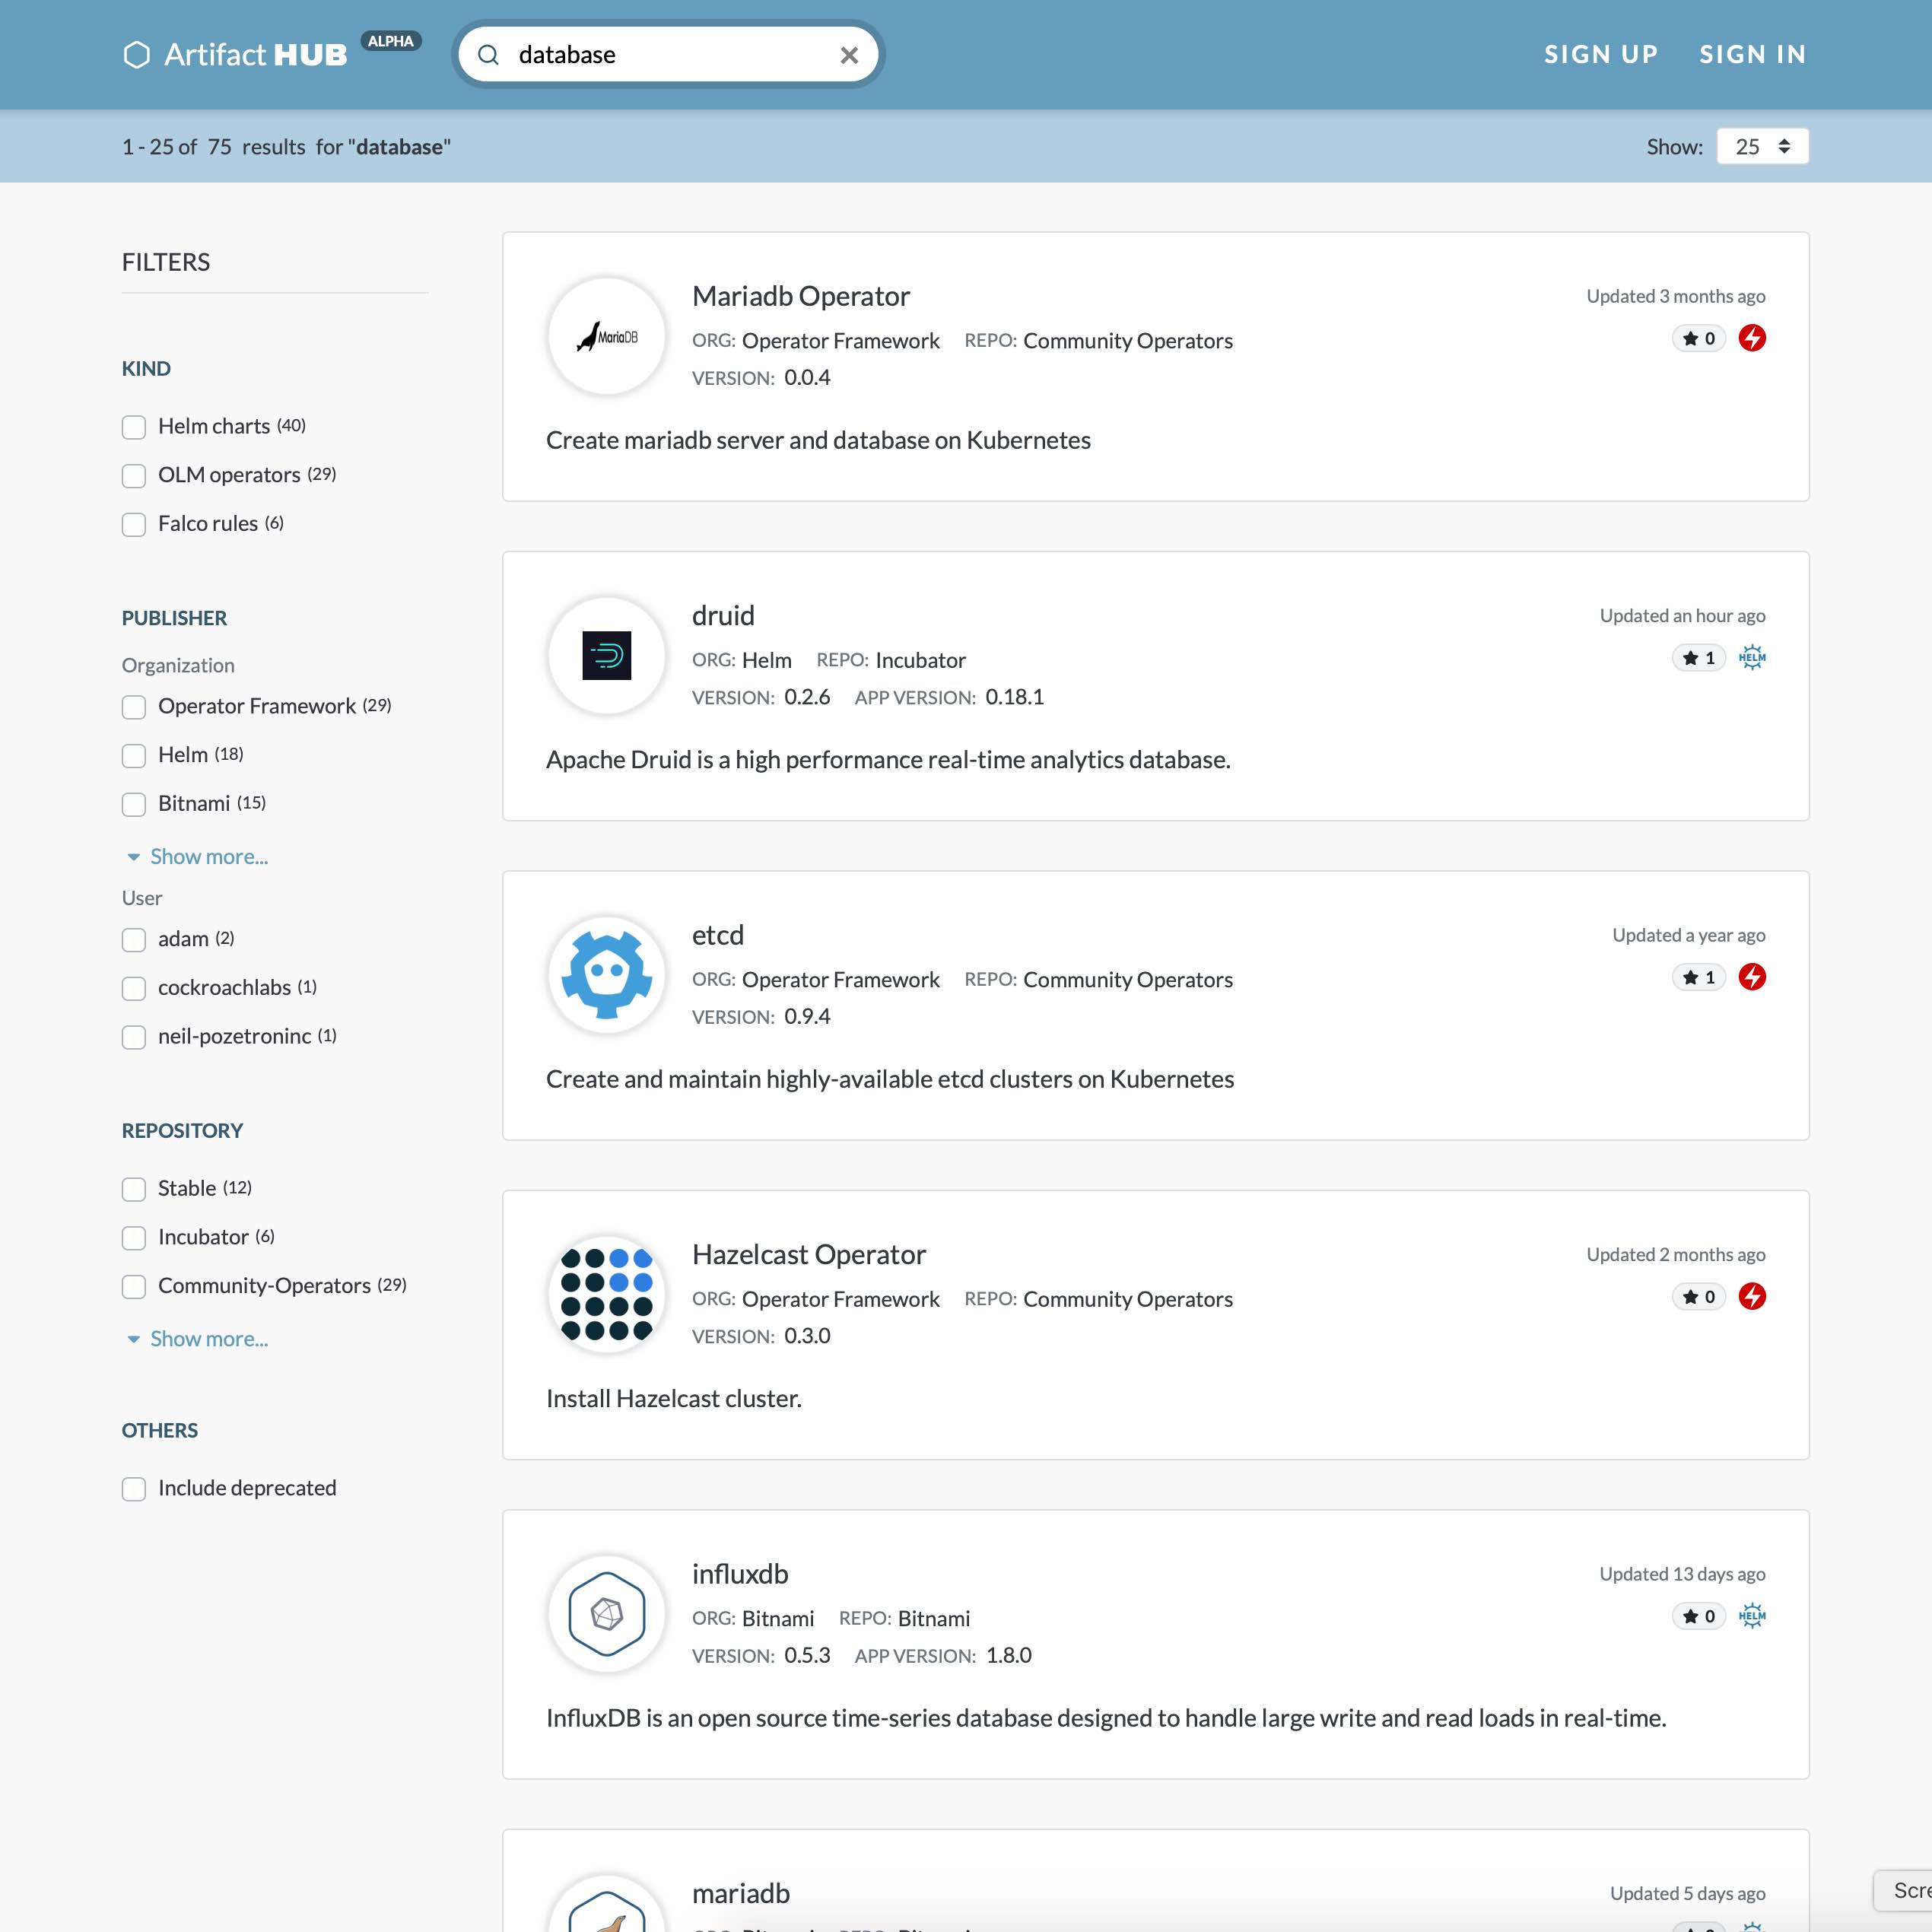 Artifact HUB ALPHA
database
SIGN UP SIGN IN
1 - 25 of 75 results for "database"
Show: 25
FILTERS
KIND
Helm charts (40)
OLM operators (29)
Falco rules (6)
PUBLISHER
Organization
Operator Framework (29)
Helm (18)
Bitnami (15)
Show more...
User
adam (2)
cockroachlabs (1)
neil-pozetroninc (1)
REPOSITORY
Stable (12)
Incubator (6)
Community-Operators (29)
Show more...
OTHERS
Include deprecated
MariaDB
Mariadb Operator
Updated 3 months ago
ORG: Operator Framework REPO: Community Operators
0
VERSION: 0.0.4
Create mariadb server and database on Kubernetes
druid
Updated an hour ago
ORG: Helm REPO: Incubator
1 HELM
VERSION: 0.2.6 APP VERSION: 0.18.1
Apache Druid is a high performance real-time analytics database.
etcd
Updated a year ago
ORG: Operator Framework REPO: Community Operators
1
VERSION: 0.9.4
Create and maintain highly-available etcd clusters on Kubernetes
Hazelcast Operator
Updated 2 months ago
ORG: Operator Framework REPO: Community Operators
0
VERSION: 0.3.0
Install Hazelcast cluster.
influxdb
Updated 13 days ago
ORG: Bitnami REPO: Bitnami
0 HELM
VERSION: 0.5.3 APP VERSION: 1.8.0
InfluxDB is an open source time-series database designed to handle large write and read loads in real-time.
mariadb
Updated 5 days ago
Scre